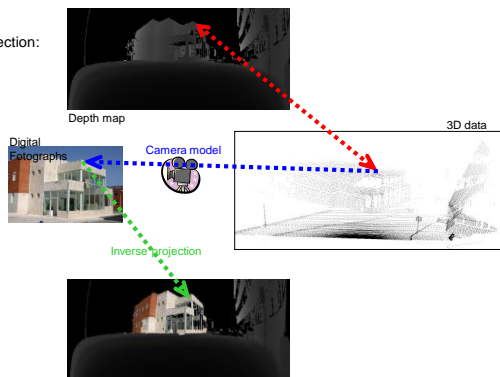 ection:
Depth map
3D data
Digital
Fotographs
Camera model
Inverse projection